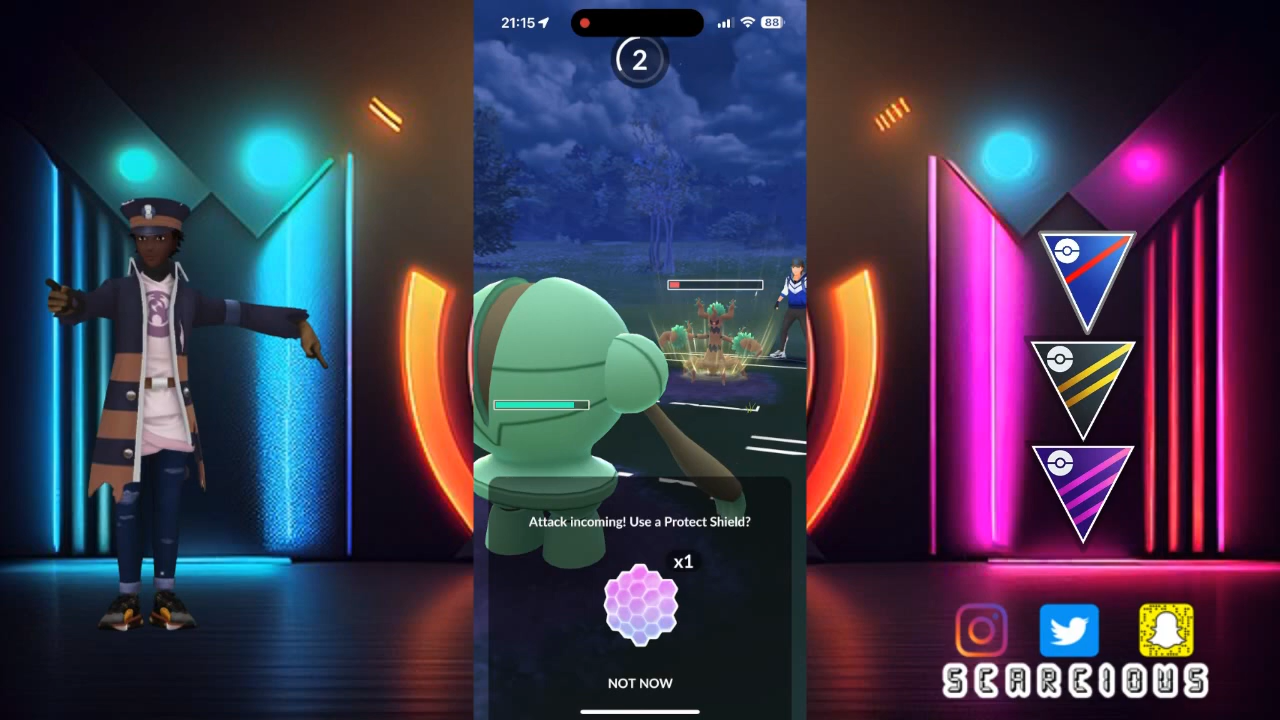 21:15
88
2
Attack incoming! Use a Protect Shield?
x1
NOT NOW
SCARCIOUS